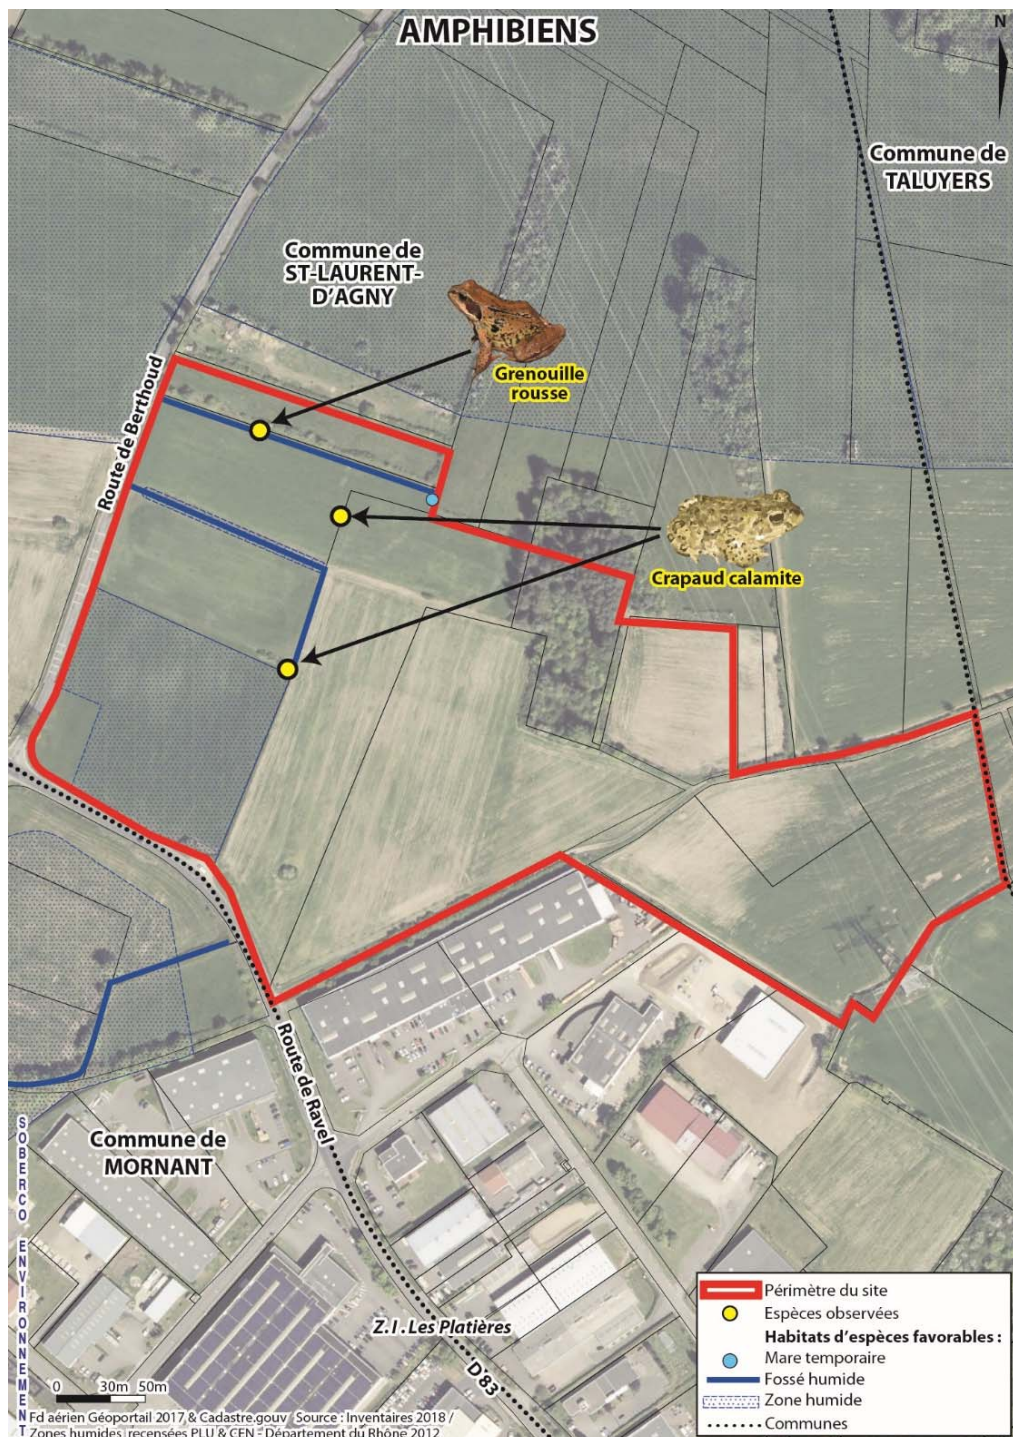 AMPHIBIENS
N
Commune de
TALUYERS
Commune de
ST-LAURENT-
D'AGNY
Grenouille
rousse
Route de Berthoud
Crapaud calamite
Route de Ravel
Commune de
MORNANT
Z.I. Les Platières
D 83
SOBERCO ENVIRONNEMENT
Périmètre du site
Espèces observées
Habitats d'espèces favorables :
Mare temporaire
Fossé humide
Zone humide
Communes
0 30m 50m
Fd aérien Géoportail 2017 & Cadastre.gouv Source : Inventaires 2018 /
Zones humides recensées PLU & CEN - Département du Rhône 2012